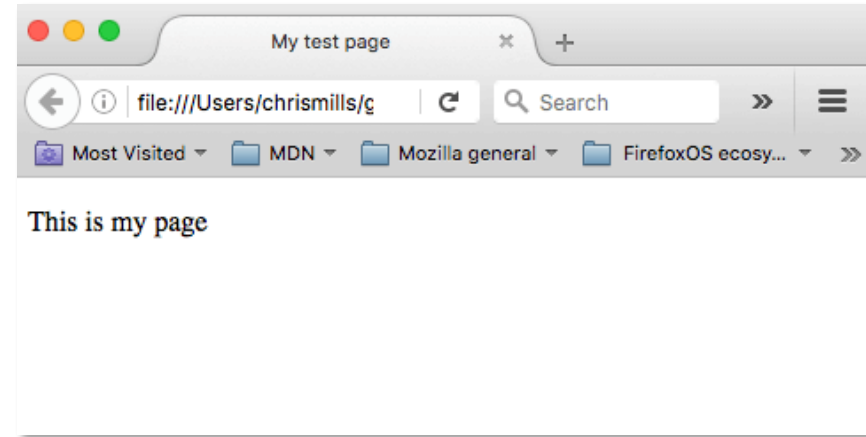 My test page
file:///Users/chrismills/g
Search
Most Visited MDN Mozilla general FirefoxOS ecosy...
This is my page